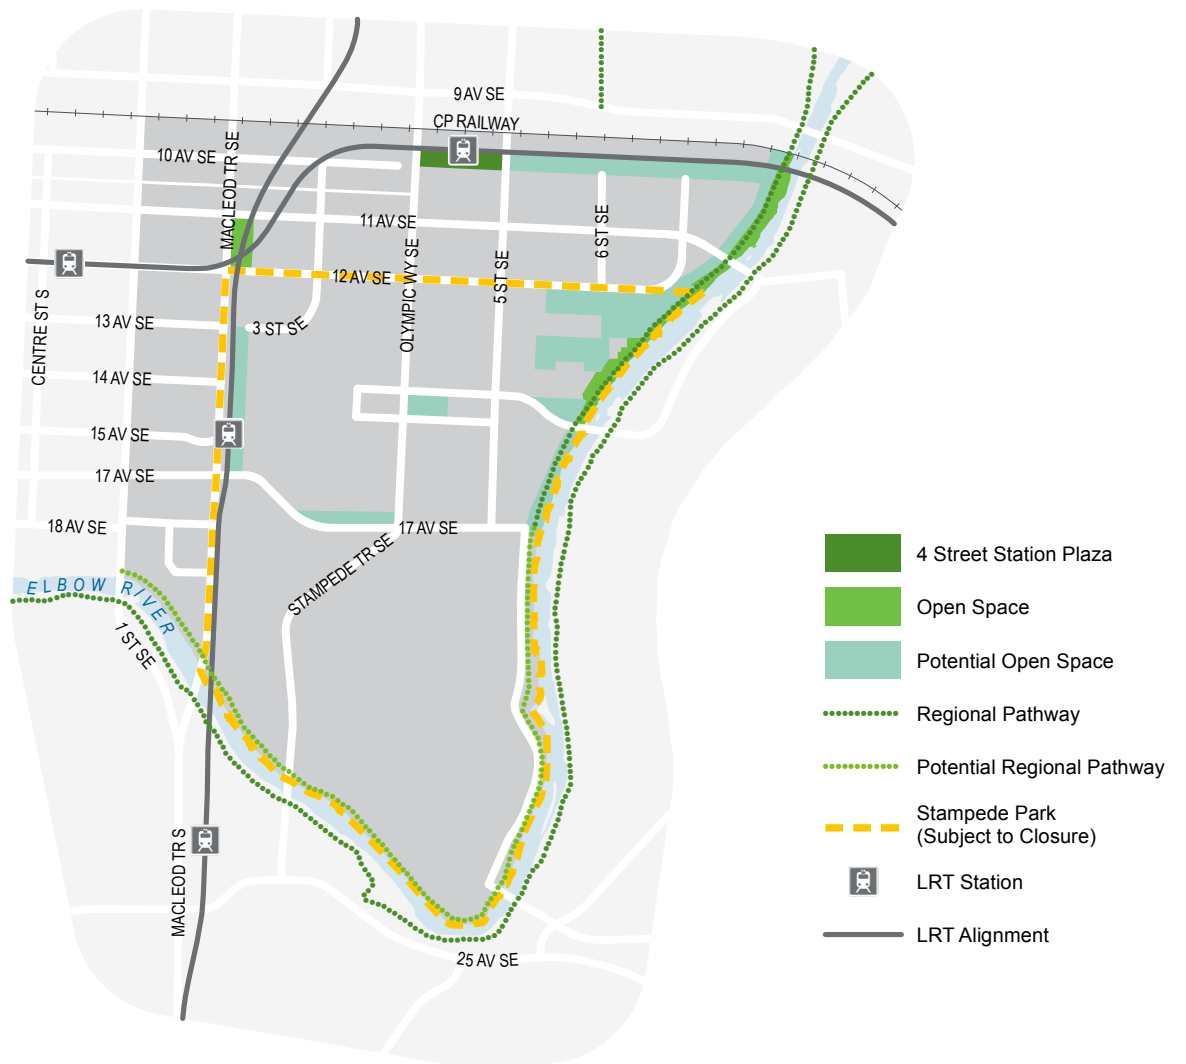 9 AV SE
CP RAILWAY
10 AV SE
MACLEOD TR SE
11 AV SE
6 ST SE
12 AV SE
OLYMPIC WY SE
5 ST SE
CENTRE ST S
13 AV SE
3 ST SE
14 AV SE
15 AV SE
17 AV SE
18 AV SE
17 AV SE
STAMPEDE TR SE
ELBOW RIVER
1 ST SE
MACLEOD TR S
25 AV SE
4 Street Station Plaza
Open Space
Potential Open Space
Regional Pathway
Potential Regional Pathway
Stampede Park
(Subject to Closure)
LRT Station
LRT Alignment